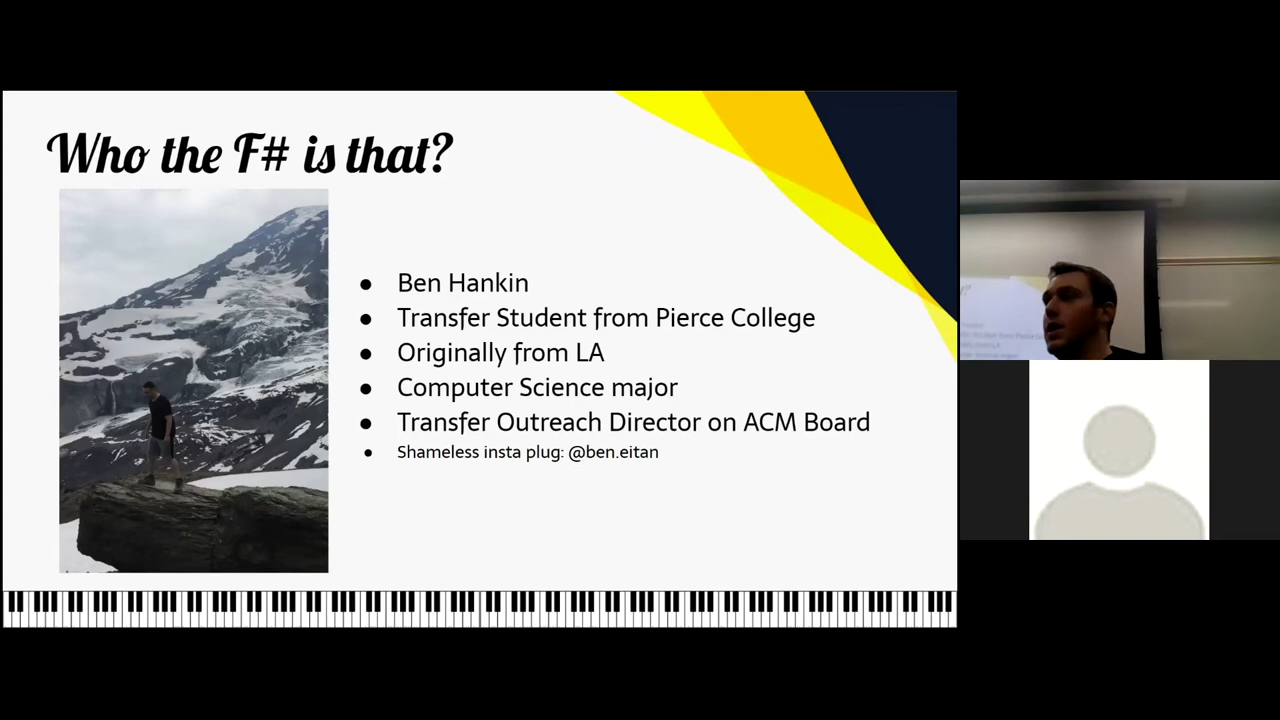 Who the F# is that?
Ben Hankin
Transfer Student from Pierce College
Originally from LA
Computer Science major
Transfer Outreach Director on ACM Board
Shameless insta plug: @ben.eitan